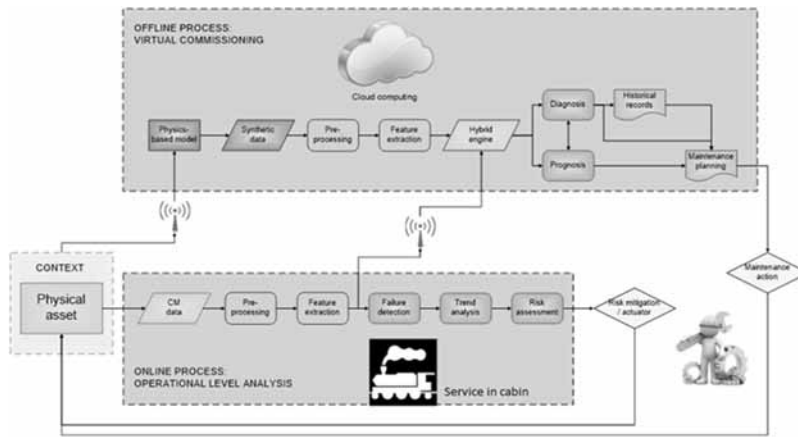 OFFLINE PROCESS:
VIRTUAL COMMISSIONING
Cloud computing
Physics-
based model
Synthetic
data
Pre-
processing
Feature
extraction
Hybrid
engine
Diagnosis
Historical
records
Prognosis
Maintenance
planning
CONTEXT
Physical
asset
CM
data
Pre-
processing
Feature
extraction
Failure
detection
Trend
analysis
Risk
assessment
Risk mitigation
/ actuator
Maintenance
action
ONLINE PROCESS:
OPERATIONAL LEVEL ANALYSIS
Service in cabin